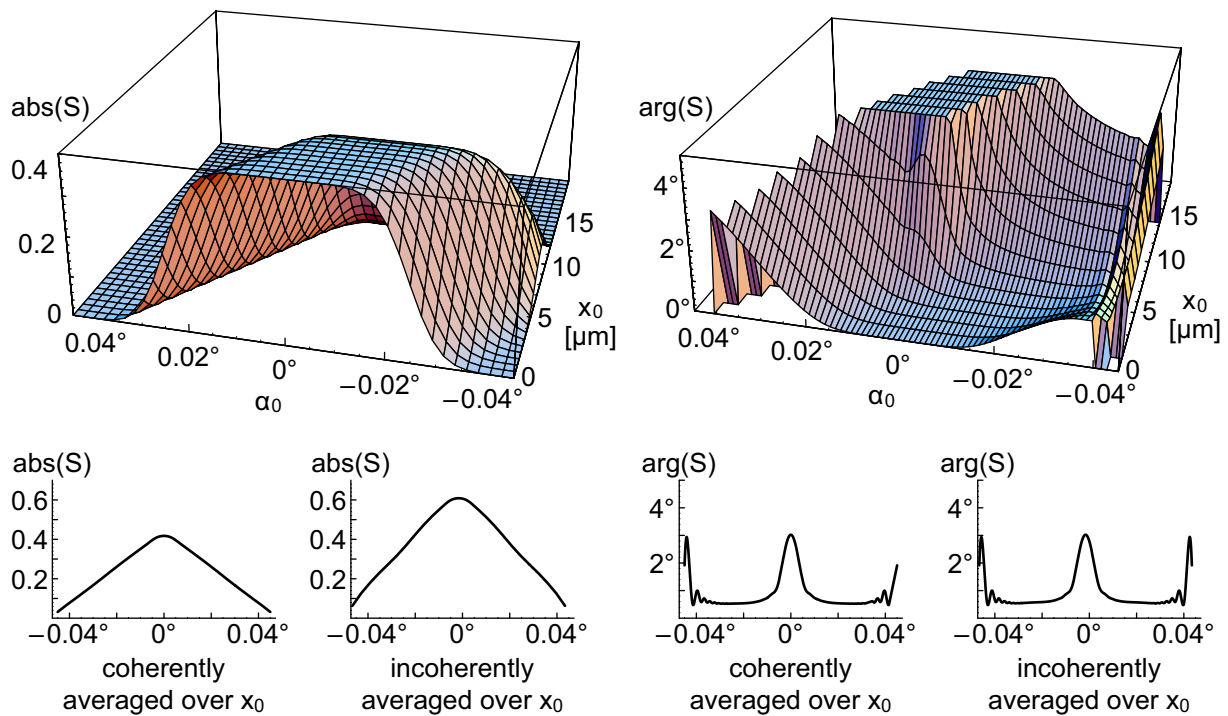 abs(S)
0.4
0.2
0
0.04°
0.02°
0°
−0.02°
−0.04°
α₀
0
5
10
15
x₀
[µm]
arg(S)
4°
2°
0°
0.04°
0.02°
0°
−0.02°
−0.04°
α₀
0
5
10
15
x₀
[µm]
abs(S)
0.6
0.4
0.2
−0.04° 0° 0.04°
coherently
averaged over x₀
abs(S)
0.6
0.4
0.2
−0.04° 0° 0.04°
incoherently
averaged over x₀
arg(S)
4°
2°
−0.04° 0° 0.04°
coherently
averaged over x₀
arg(S)
4°
2°
−0.04° 0° 0.04°
incoherently
averaged over x₀